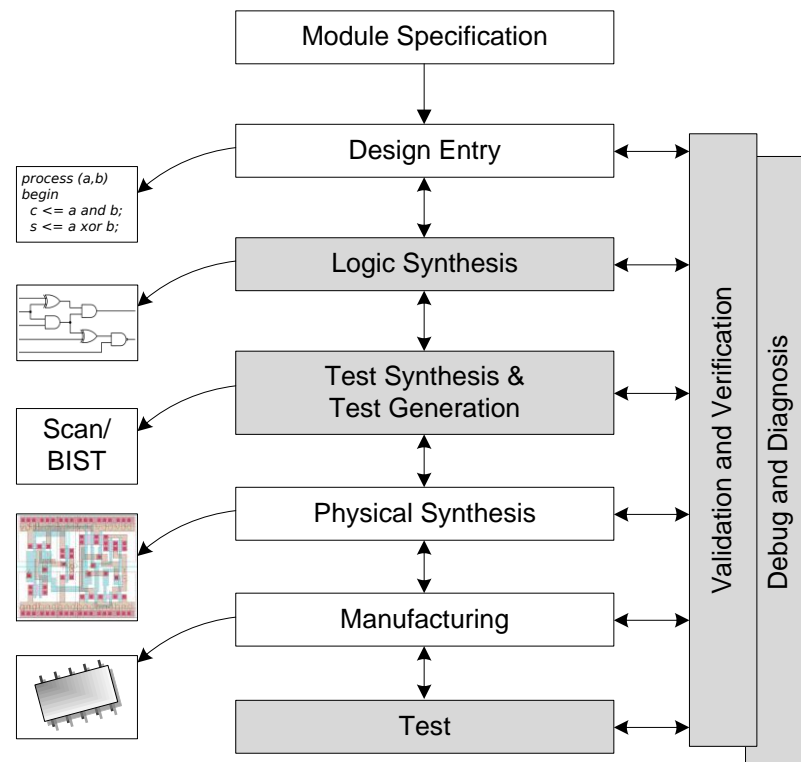 Module Specification
Design Entry
process (a,b)
begin
c <= a and b;
s <= a xor b;
Logic Synthesis
Test Synthesis &
Test Generation
Scan/
BIST
Physical Synthesis
Manufacturing
Test
Validation and Verification
Debug and Diagnosis